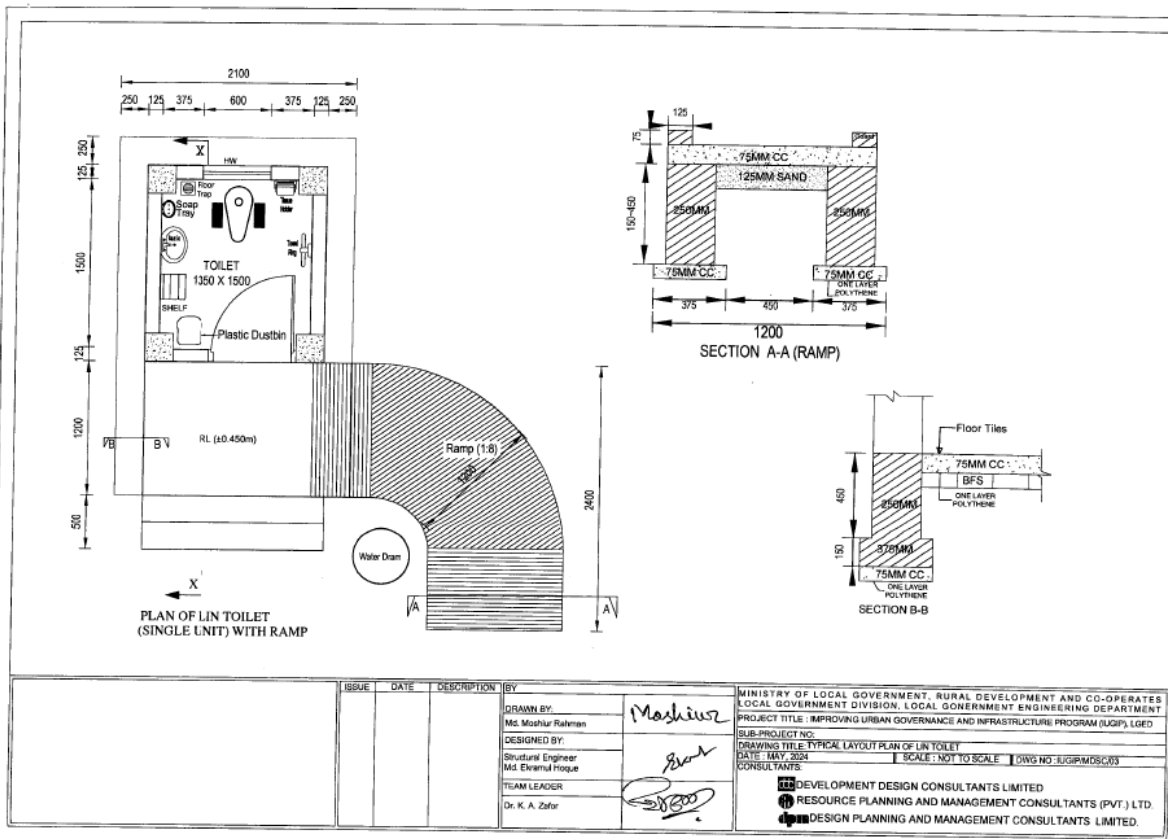 2100
250 125 375 600 375 125 250
250
125
1500
125
1200
500
X
HW
Floor
Trap
Soap
Tray
Tissue
Holder
Towel
Ring
TOILET
1350 X 1500
SHELF
Plastic Dustbin
B B
RL (±0.450m)
Ramp (1:8)
1200
2400
Water Dram
A A
X
PLAN OF LIN TOILET
(SINGLE UNIT) WITH RAMP
125
75
75MM CC
125MM SAND
150-450
250MM 250MM
75MM CC 75MM CC
ONE LAYER
POLYTHENE
375 450 375
1200
SECTION A-A (RAMP)
Floor Tiles
75MM CC
BFS
ONE LAYER
POLYTHENE
450
250MM
150
375MM
75MM CC
ONE LAYER
POLYTHENE
SECTION B-B
ISSUE DATE DESCRIPTION BY
DRAWN BY:
Md. Moshiur Rahman
Moshiur
DESIGNED BY:
Structural Engineer
Md. Ekramul Hoque
TEAM LEADER
Dr. K. A. Zafor
MINISTRY OF LOCAL GOVERNMENT, RURAL DEVELOPMENT AND CO-OPERATES
LOCAL GOVERNMENT DIVISION, LOCAL GONERNMENT ENGINEERING DEPARTMENT
PROJECT TITLE : IMPROVING URBAN GOVERNANCE AND INFRASTRUCTURE PROGRAM (IUGIP), LGED
SUB-PROJECT NO:
DRAWING TITLE: TYPICAL LAYOUT PLAN OF LIN TOILET
DATE : MAY, 2024 SCALE : NOT TO SCALE DWG NO :IUGIP/MDSC/03
CONSULTANTS:
DEVELOPMENT DESIGN CONSULTANTS LIMITED
RESOURCE PLANNING AND MANAGEMENT CONSULTANTS (PVT.) LTD.
dpm DESIGN PLANNING AND MANAGEMENT CONSULTANTS LIMITED.